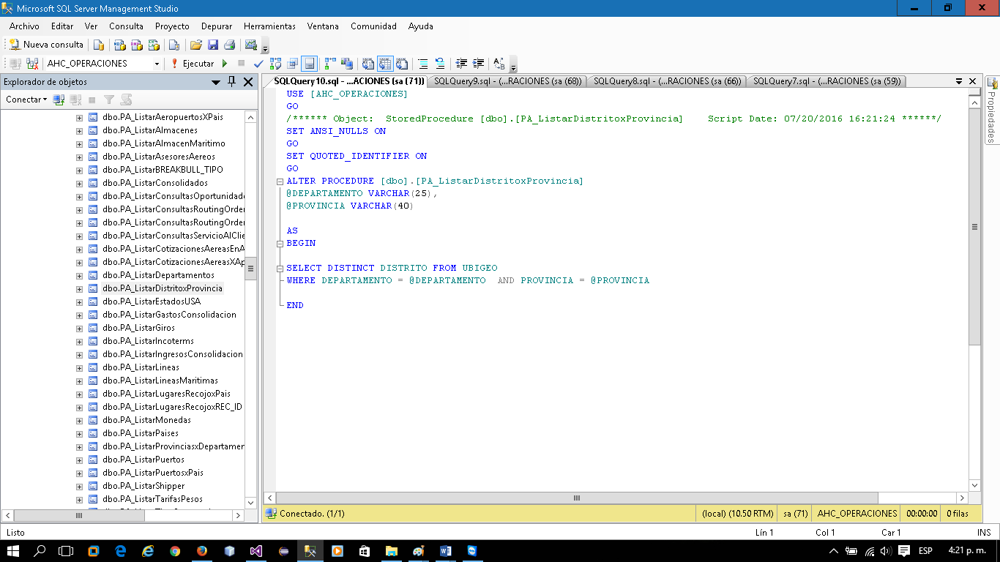 Microsoft SQL Server Management Studio
Archivo Editar Ver Consulta Proyecto Depurar Herramientas Ventana Comunidad Ayuda
Nueva consulta
AHC_OPERACIONES Ejecutar
Explorador de objetos
Conectar
dbo.PA_ListarAeropuertosXPais
dbo.PA_ListarAlmacenes
dbo.PA_ListarAlmacenMaritimo
dbo.PA_ListarAsesoresAereos
dbo.PA_ListarBREAKBULL_TIPO
dbo.PA_ListarConsolidados
dbo.PA_ListarConsultasOportunidade
dbo.PA_ListarConsultasRoutingOrder
dbo.PA_ListarConsultasRoutingOrder
dbo.PA_ListarConsultasServicioAlClie
dbo.PA_ListarCotizacionesAereasEnA
dbo.PA_ListarCotizacionesAereasXAp
dbo.PA_ListarDepartamentos
dbo.PA_ListarDistritoxProvincia
dbo.PA_ListarEstadosUSA
dbo.PA_ListarGastosConsolidacion
dbo.PA_ListarGiros
dbo.PA_ListarIncoterms
dbo.PA_ListarIngresosConsolidacion
dbo.PA_ListarLineas
dbo.PA_ListarLineasMaritimas
dbo.PA_ListarLugaresRecojoxPais
dbo.PA_ListarLugaresRecojoxREC_ID
dbo.PA_ListarMonedas
dbo.PA_ListarPaises
dbo.PA_ListarProvinciasxDepartamen
dbo.PA_ListarPuertos
dbo.PA_ListarPuertosxPais
dbo.PA_ListarShipper
dbo.PA_ListarTarifasPesos
SQLQuery10.sql - ...ACIONES (sa (71)) SQLQuery9.sql - (...RACIONES (sa (68)) SQLQuery8.sql - (...RACIONES (sa (66)) SQLQuery7.sql - (...RACIONES (sa (59))
USE [AHC_OPERACIONES]
GO
/****** Object:  StoredProcedure [dbo].[PA_ListarDistritoxProvincia]    Script Date: 07/20/2016 16:21:24 ******/
SET ANSI_NULLS ON
GO
SET QUOTED_IDENTIFIER ON
GO
ALTER PROCEDURE [dbo].[PA_ListarDistritoxProvincia]
@DEPARTAMENTO VARCHAR(25),
@PROVINCIA VARCHAR(40)
AS
BEGIN
SELECT DISTINCT DISTRITO FROM UBIGEO
WHERE DEPARTAMENTO = @DEPARTAMENTO  AND PROVINCIA = @PROVINCIA
END
Propiedades
Conectado. (1/1) (local) (10.50 RTM) sa (71) AHC_OPERACIONES 00:00:00 0 filas
Listo Lín 1 Col 1 Car 1 INS
ESP 4:21 p. m.